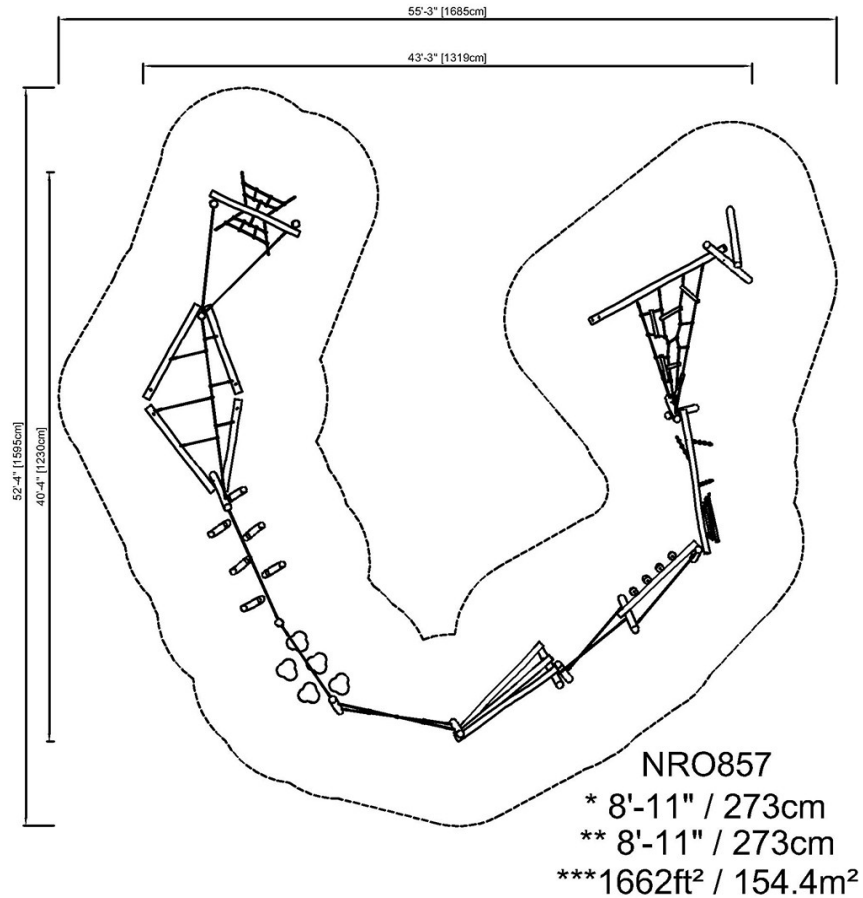 55'-3" [1685cm]
43'-3" [1319cm]
52'-4" [1595cm]
40'-4" [1230cm]
NRO857
* 8'-11" / 273cm
** 8'-11" / 273cm
***1662ft² / 154.4m²